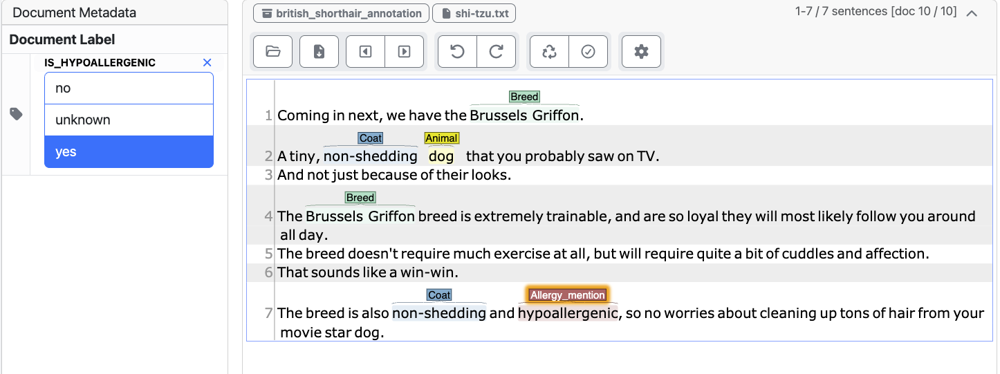 Document Metadata
Document Label
IS_HYPOALLERGENIC
no
unknown
yes
british_shorthair_annotation shi-tzu.txt
1-7 / 7 sentences [doc 10 / 10]
Breed
1 Coming in next, we have the Brussels Griffon.
Coat Animal
2 A tiny, non-shedding dog that you probably saw on TV.
3 And not just because of their looks.
Breed
4 The Brussels Griffon breed is extremely trainable, and are so loyal they will most likely follow you around
all day.
5 The breed doesn't require much exercise at all, but will require quite a bit of cuddles and affection.
6 That sounds like a win-win.
Coat Allergy_mention
7 The breed is also non-shedding and hypoallergenic, so no worries about cleaning up tons of hair from your
movie star dog.